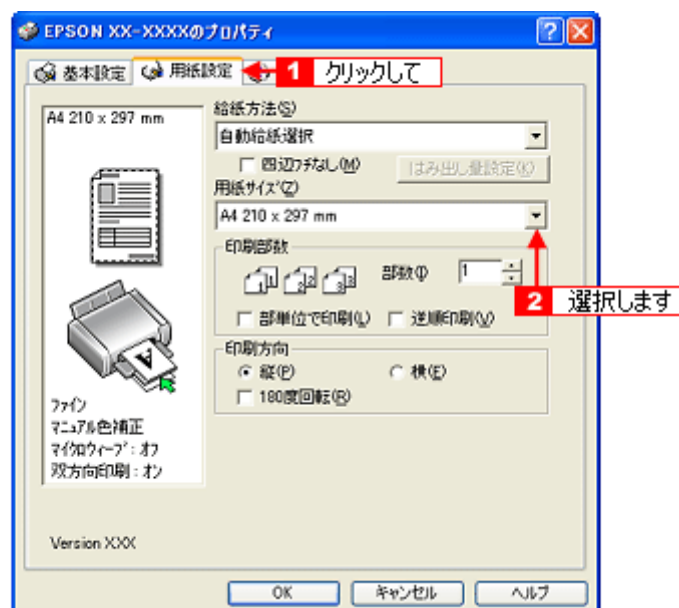 EPSON XX-XXXXのプロパティ
基本設定
用紙設定
1 クリックして
A4 210 x 297 mm
ファイン
マニュアル色補正
マイクロウィーブ : オフ
双方向印刷 : オン
Version XXX
給紙方法(S)
自動給紙選択
四辺フチなし(M)
はみ出し量設定(K)
用紙サイズ(Z)
A4 210 x 297 mm
印刷部数
1 1 2 2 3 3
部数(I)
1
2 選択します
部単位で印刷(L)
逆順印刷(V)
印刷方向
縦(P)
横(E)
180度回転(R)
OK
キャンセル
ヘルプ